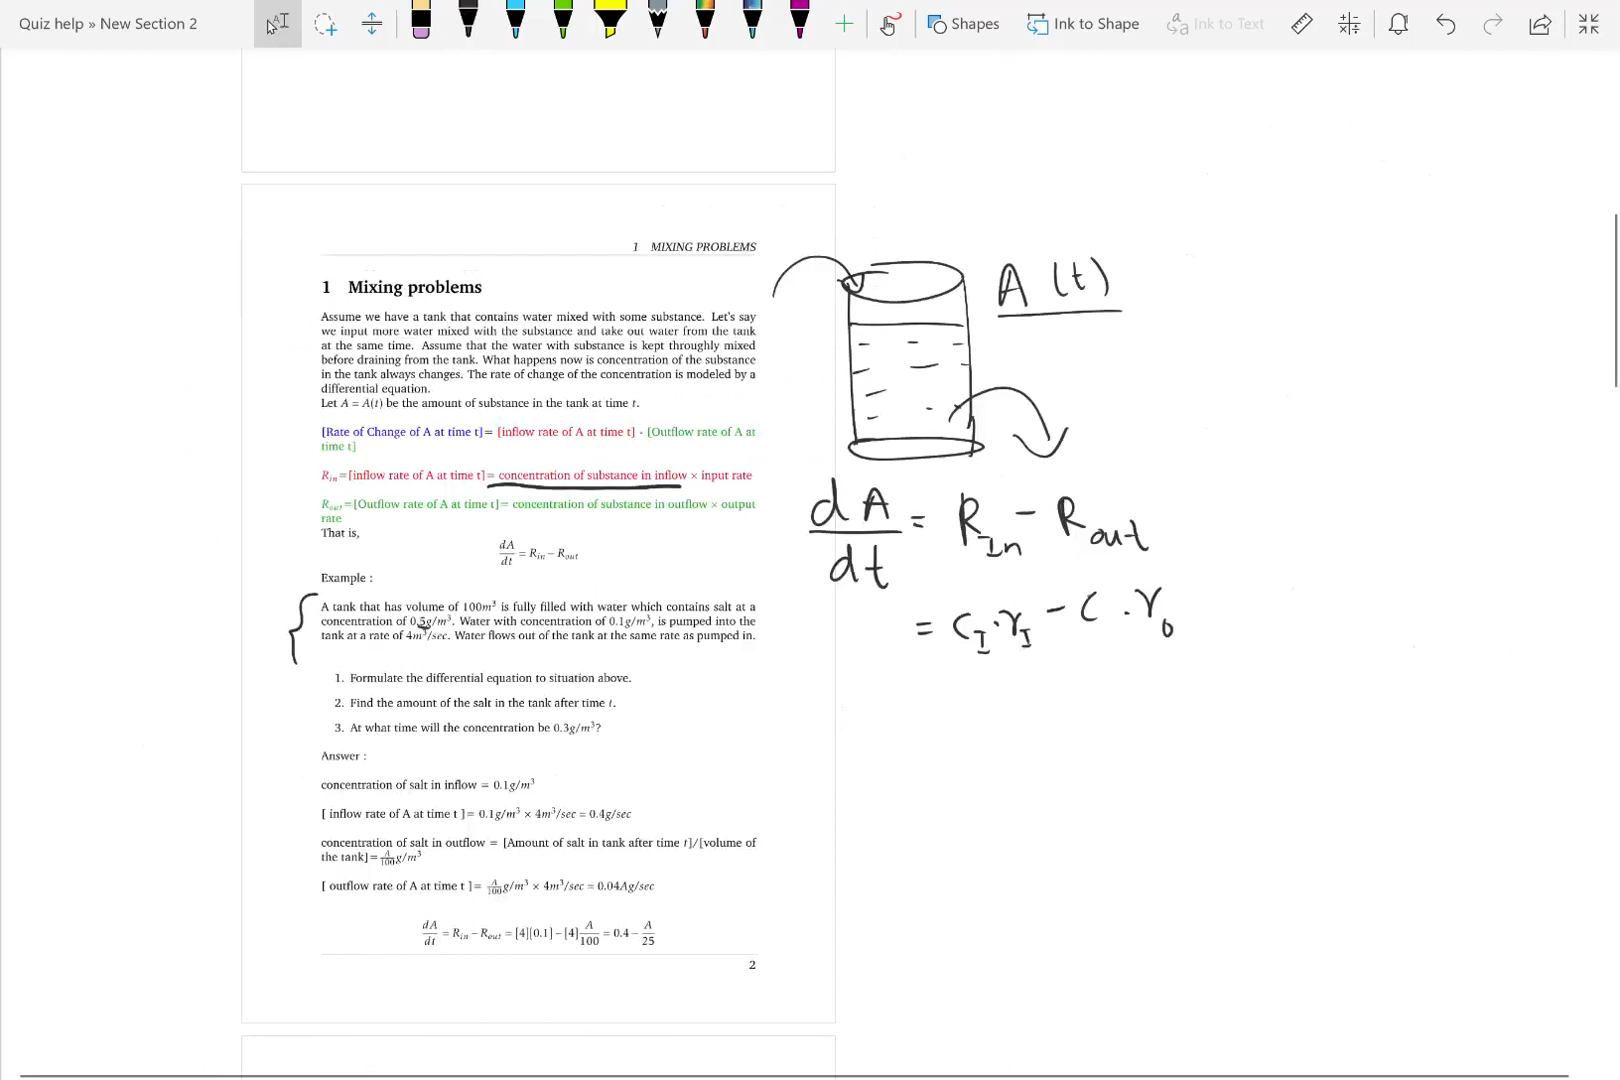 Quiz help » New Section 2
Shapes
Ink to Shape
Ink to Text
1 MIXING PROBLEMS
1 Mixing problems
Assume we have a tank that contains water mixed with some substance. Let's say
we input more water mixed with the substance and take out water from the tank
at the same time. Assume that the water with substance is kept throughly mixed
before draining from the tank. What happens now is concentration of the substance
in the tank always changes. The rate of change of the concentration is modeled by a
differential equation.
Let A = A(t) be the amount of substance in the tank at time t.
[Rate of Change of A at time t]= [inflow rate of A at time t] - [Outflow rate of A at
time t]
R_in=[inflow rate of A at time t]= concentration of substance in inflow × input rate
R_out=[Outflow rate of A at time t]= concentration of substance in outflow × output
rate
That is,
dA/dt = R_in − R_out
Example :
A tank that has volume of 100m³ is fully filled with water which contains salt at a
concentration of 0.5g/m³. Water with concentration of 0.1g/m³, is pumped into the
tank at a rate of 4m³/sec. Water flows out of the tank at the same rate as pumped in.
1. Formulate the differential equation to situation above.
2. Find the amount of the salt in the tank after time t.
3. At what time will the concentration be 0.3g/m³?
Answer :
concentration of salt in inflow = 0.1g/m³
[ inflow rate of A at time t ]= 0.1g/m³ × 4m³/sec = 0.4g/sec
concentration of salt in outflow = [Amount of salt in tank after time t]/[volume of
the tank]= A/100 g/m³
[ outflow rate of A at time t ]= A/100 g/m³ × 4m³/sec = 0.04Ag/sec
dA/dt = R_in − R_out = [4][0.1] − [4] A/100 = 0.4 − A/25
2
A (t)
dA/dt = R_In − R_out
= C_I · r_I − C · r_o